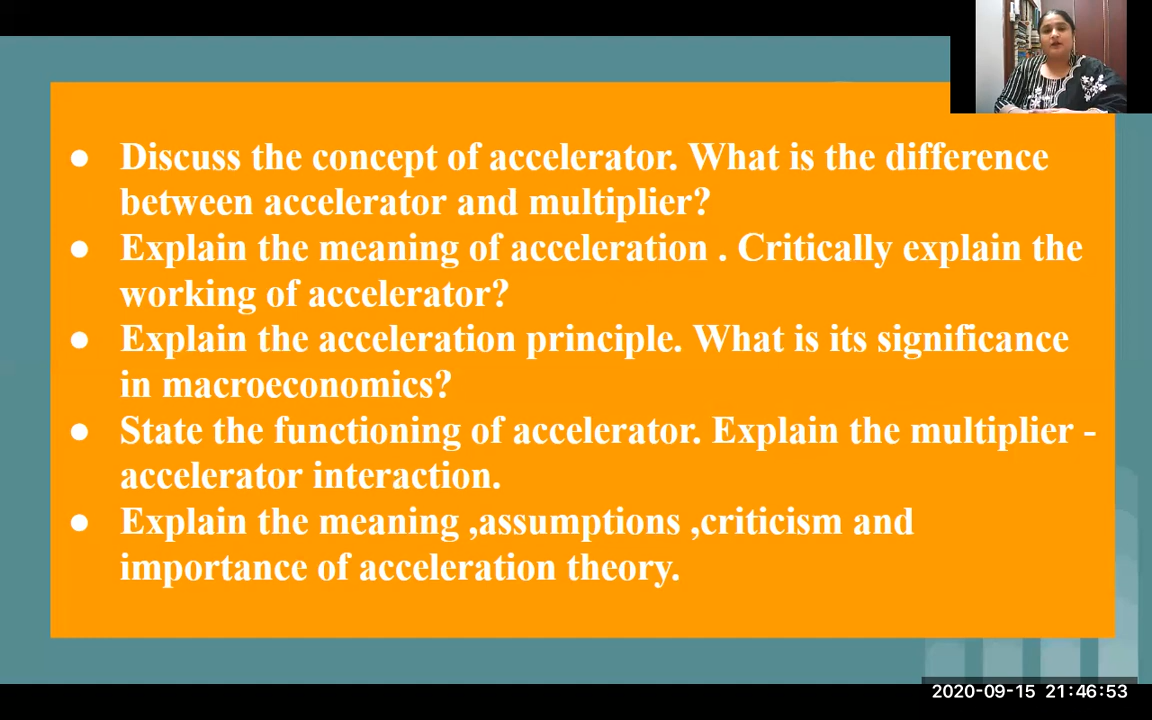 ● Discuss the concept of accelerator. What is the difference
between accelerator and multiplier?
● Explain the meaning of acceleration . Critically explain the
working of accelerator?
● Explain the acceleration principle. What is its significance
in macroeconomics?
● State the functioning of accelerator. Explain the multiplier -
accelerator interaction.
● Explain the meaning ,assumptions ,criticism and
importance of acceleration theory.
2020-09-15 21:46:53